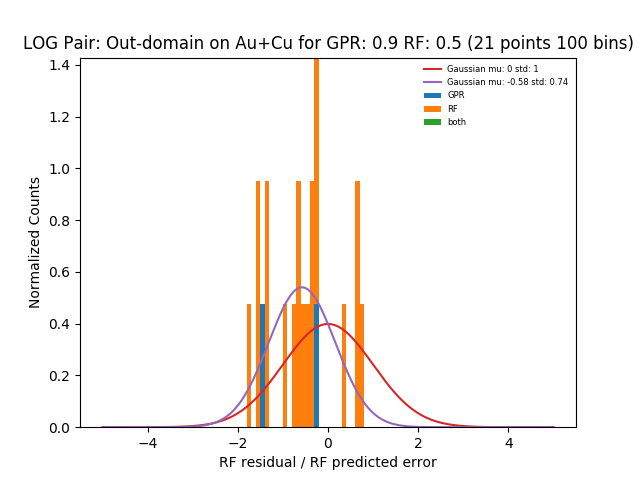 LOG Pair: Out-domain on Au+Cu for GPR: 0.9 RF: 0.5 (21 points 100 bins)
Gaussian mu: 0 std: 1
Gaussian mu: -0.58 std: 0.74
GPR
RF
both
Normalized Counts
1.4
1.2
1.0
0.8
0.6
0.4
0.2
0.0
−4 −2 0 2 4
RF residual / RF predicted error